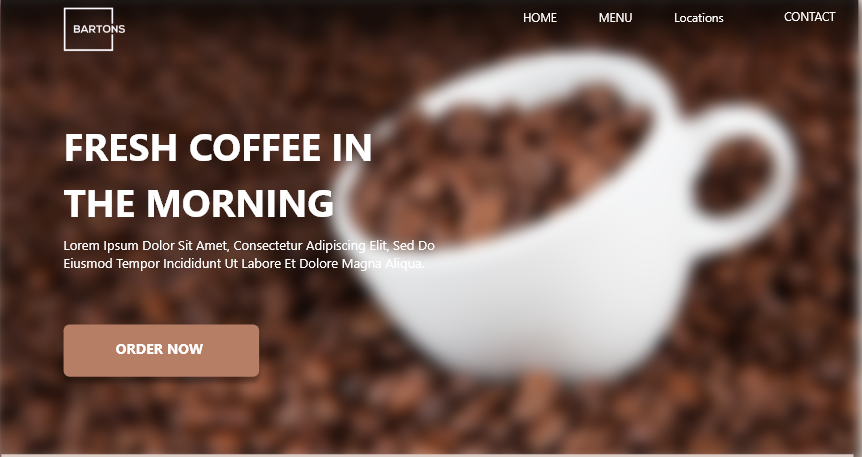 BARTONS
HOME MENU Locations CONTACT
FRESH COFFEE IN
THE MORNING
Lorem Ipsum Dolor Sit Amet, Consectetur Adipiscing Elit, Sed Do
Eiusmod Tempor Incididunt Ut Labore Et Dolore Magna Aliqua.
ORDER NOW